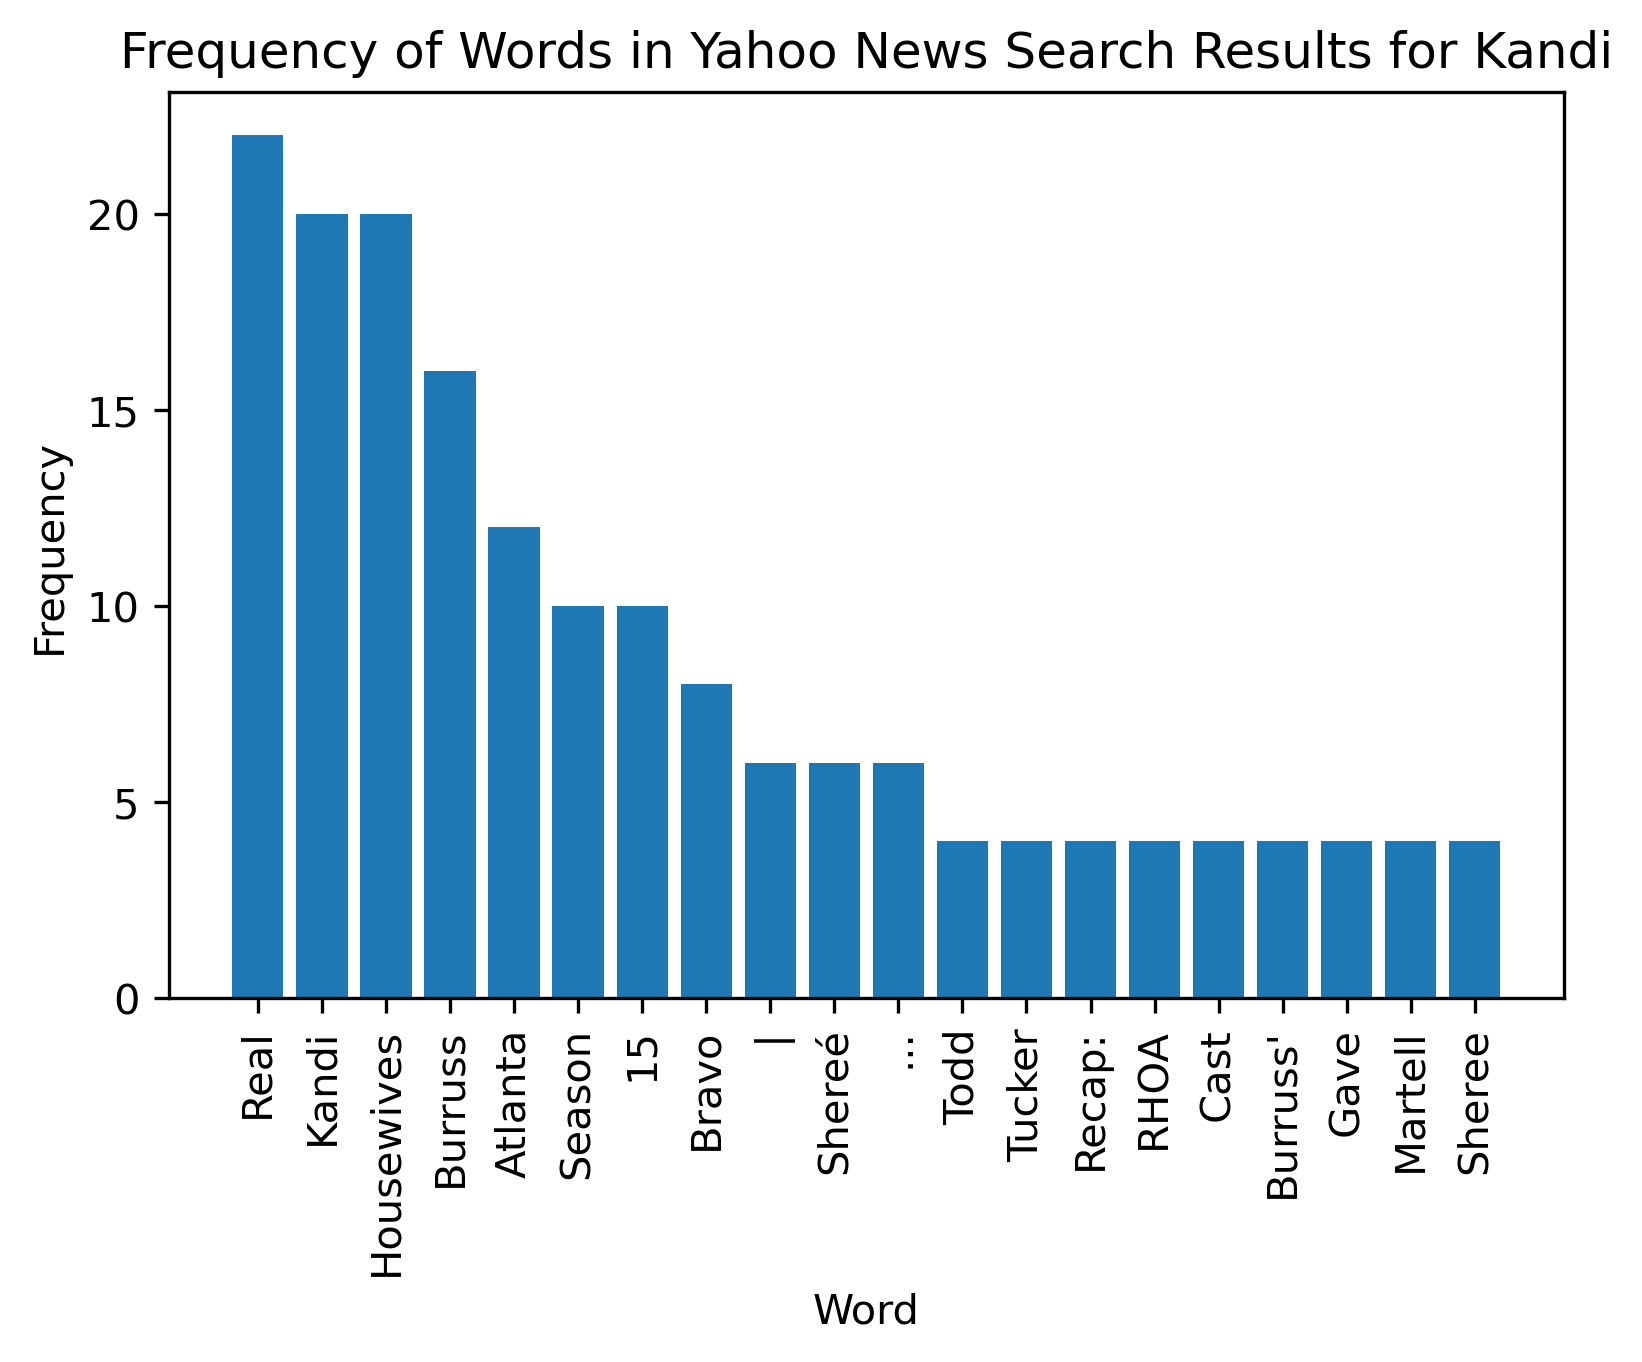 Frequency of Words in Yahoo News Search Results for Kandi
Frequency
20
15
10
5
0
Real
Kandi
Housewives
Burruss
Atlanta
Season
15
Bravo
|
Shereé
...
Todd
Tucker
Recap:
RHOA
Cast
Burruss'
Gave
Martell
Sheree
Word